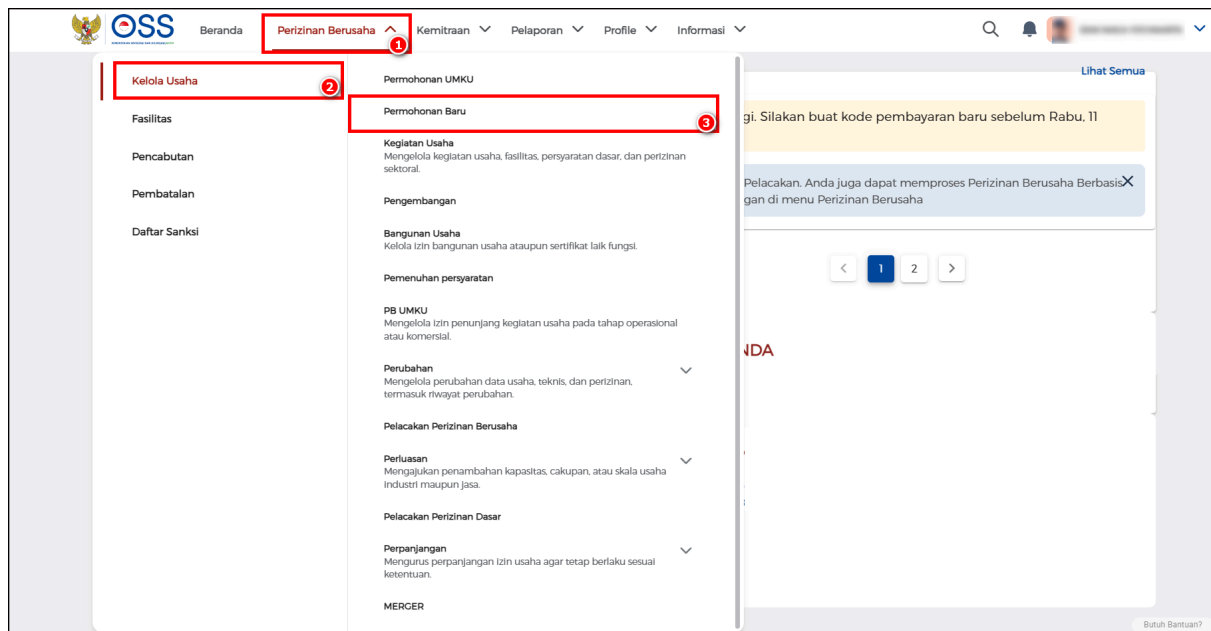 OSS
Beranda
Perizinan Berusaha
Kemitraan
Pelaporan
Profile
Informasi
1
Kelola Usaha
2
Fasilitas
Pencabutan
Pembatalan
Daftar Sanksi
Permohonan UMKU
Permohonan Baru
3
Kegiatan Usaha
Mengelola kegiatan usaha, fasilitas, persyaratan dasar, dan perizinan
sektoral.
Pengembangan
Bangunan Usaha
Kelola izin bangunan usaha ataupun sertifikat laik fungsi.
Pemenuhan persyaratan
PB UMKU
Mengelola izin penunjang kegiatan usaha pada tahap operasional
atau komersial.
Perubahan
Mengelola perubahan data usaha, teknis, dan perizinan,
termasuk riwayat perubahan.
Pelacakan Perizinan Berusaha
Perluasan
Mengajukan penambahan kapasitas, cakupan, atau skala usaha
industri maupun jasa.
Pelacakan Perizinan Dasar
Perpanjangan
Mengurus perpanjangan izin usaha agar tetap berlaku sesuai
ketentuan.
MERGER
Lihat Semua
gi. Silakan buat kode pembayaran baru sebelum Rabu, 11
Pelacakan. Anda juga dapat memproses Perizinan Berusaha Berbasis
gan di menu Perizinan Berusaha
1 2
NDA
Butuh Bantuan?